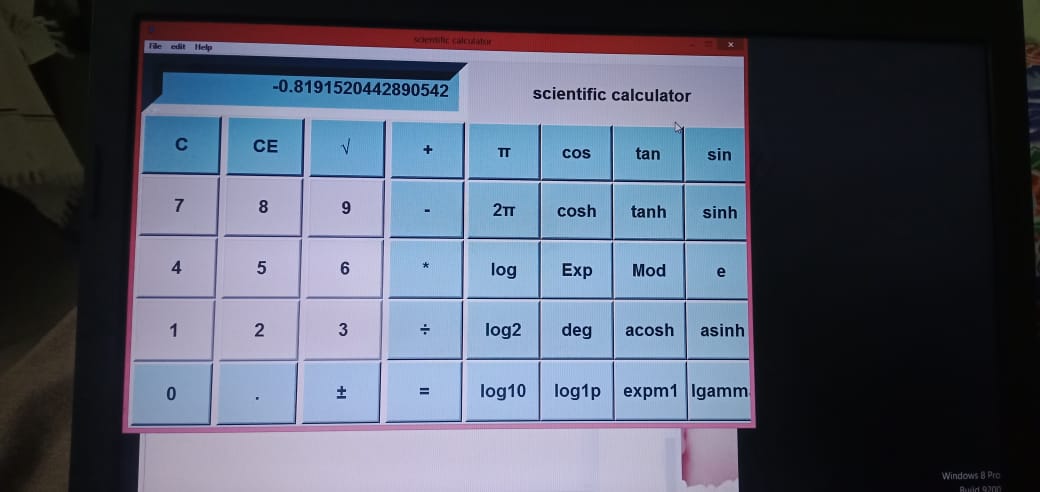 scientific calculator
File edit Help
-0.8191520442890542
scientific calculator
C CE √ + π cos tan sin
7 8 9 - 2π cosh tanh sinh
4 5 6 * log Exp Mod e
1 2 3 ÷ log2 deg acosh asinh
0 . ± = log10 log1p expm1 lgamm
Windows 8 Pro
Build 9200